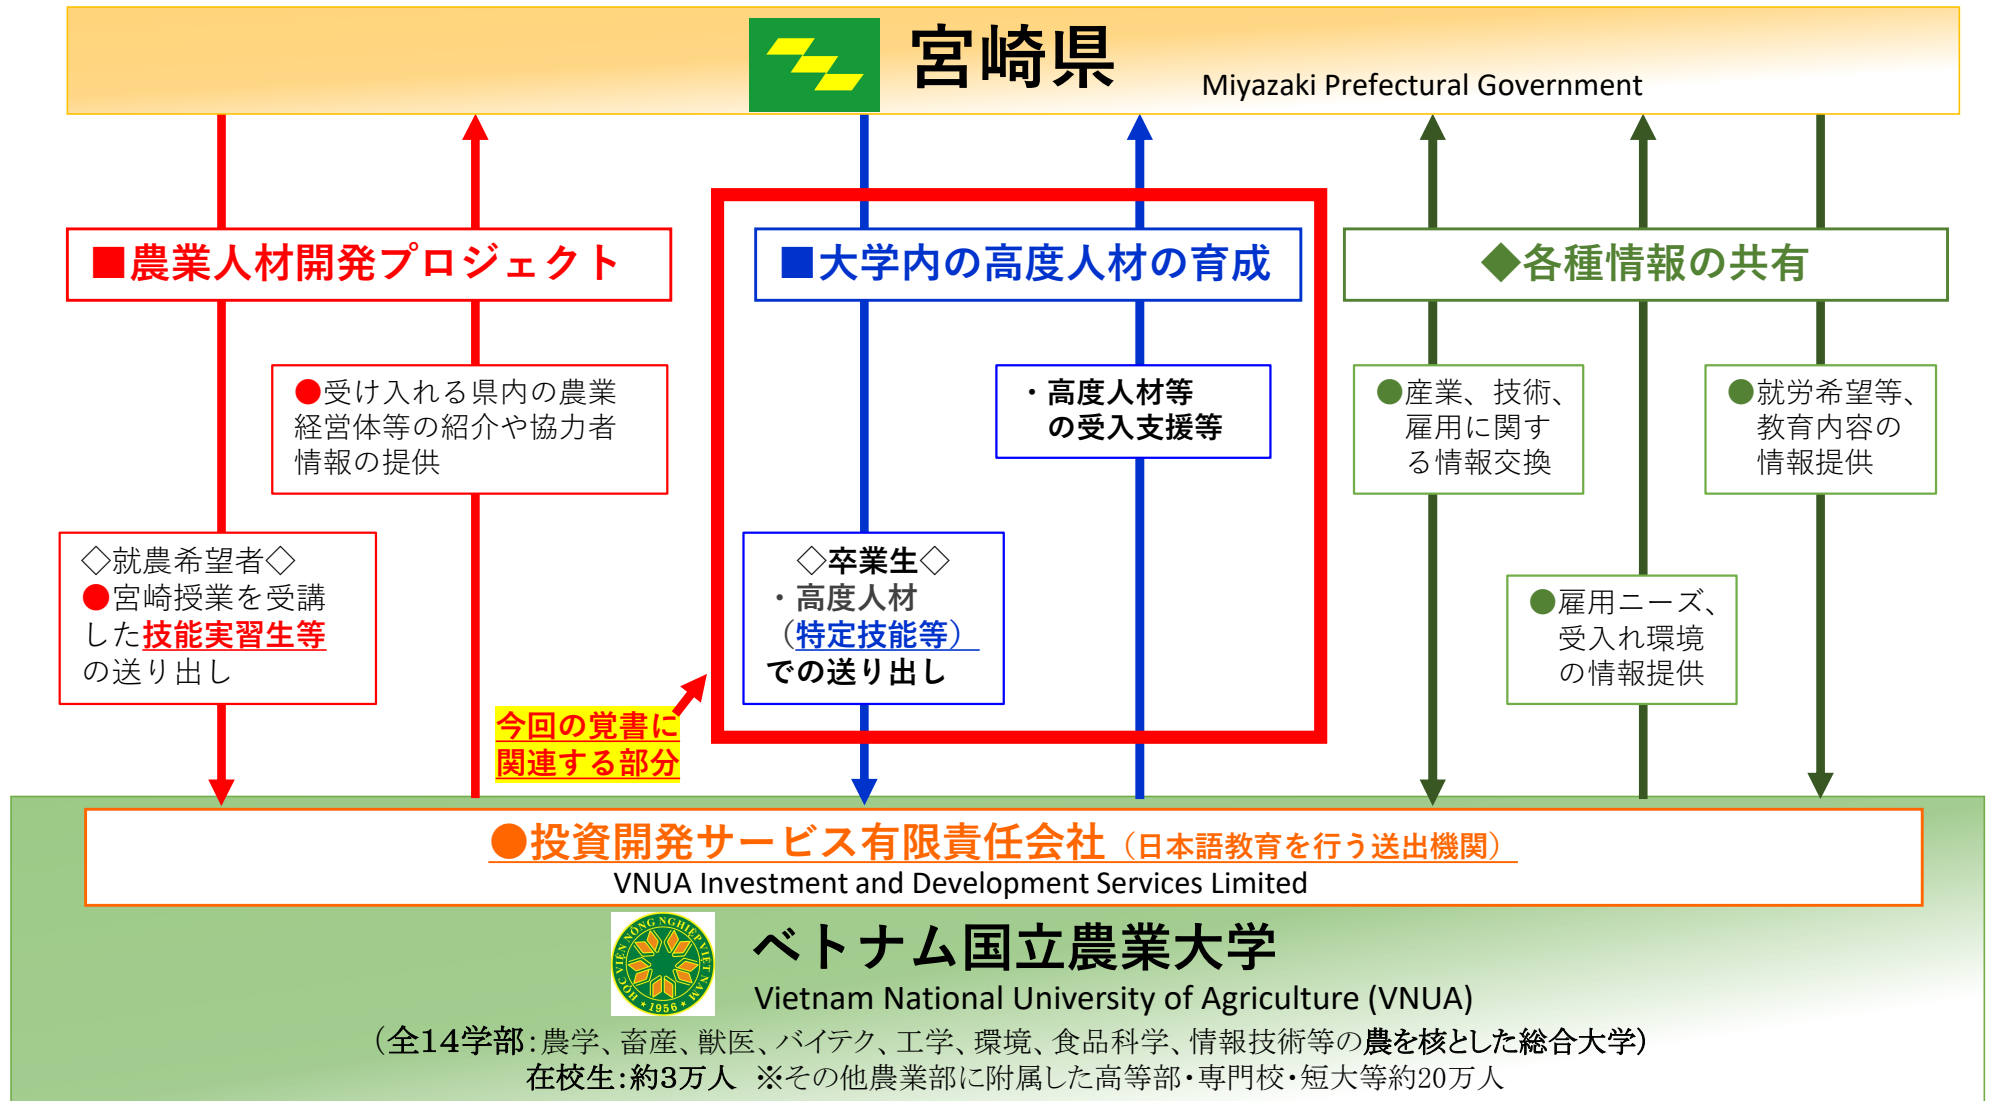 宮崎県
Miyazaki Prefectural Government
■農業人材開発プロジェクト
●受け入れる県内の農業
経営体等の紹介や協力者
情報の提供
◇就農希望者◇
●宮崎授業を受講
した技能実習生等
の送り出し
■大学内の高度人材の育成
・高度人材等
の受入支援等
◇卒業生◇
・高度人材
（特定技能等）
での送り出し
今回の覚書に
関連する部分
◆各種情報の共有
●産業、技術、
雇用に関す
る情報交換
●就労希望等、
教育内容の
情報提供
●雇用ニーズ、
受入れ環境
の情報提供
●投資開発サービス有限責任会社（日本語教育を行う送出機関）
VNUA Investment and Development Services Limited
HỌC VIỆN NÔNG NGHIỆP VIỆT NAM
★1956★
ベトナム国立農業大学
Vietnam National University of Agriculture (VNUA)
（全14学部：農学、畜産、獣医、バイテク、工学、環境、食品科学、情報技術等の農を核とした総合大学）
在校生：約3万人 ※その他農業部に附属した高等部・専門校・短大等約20万人